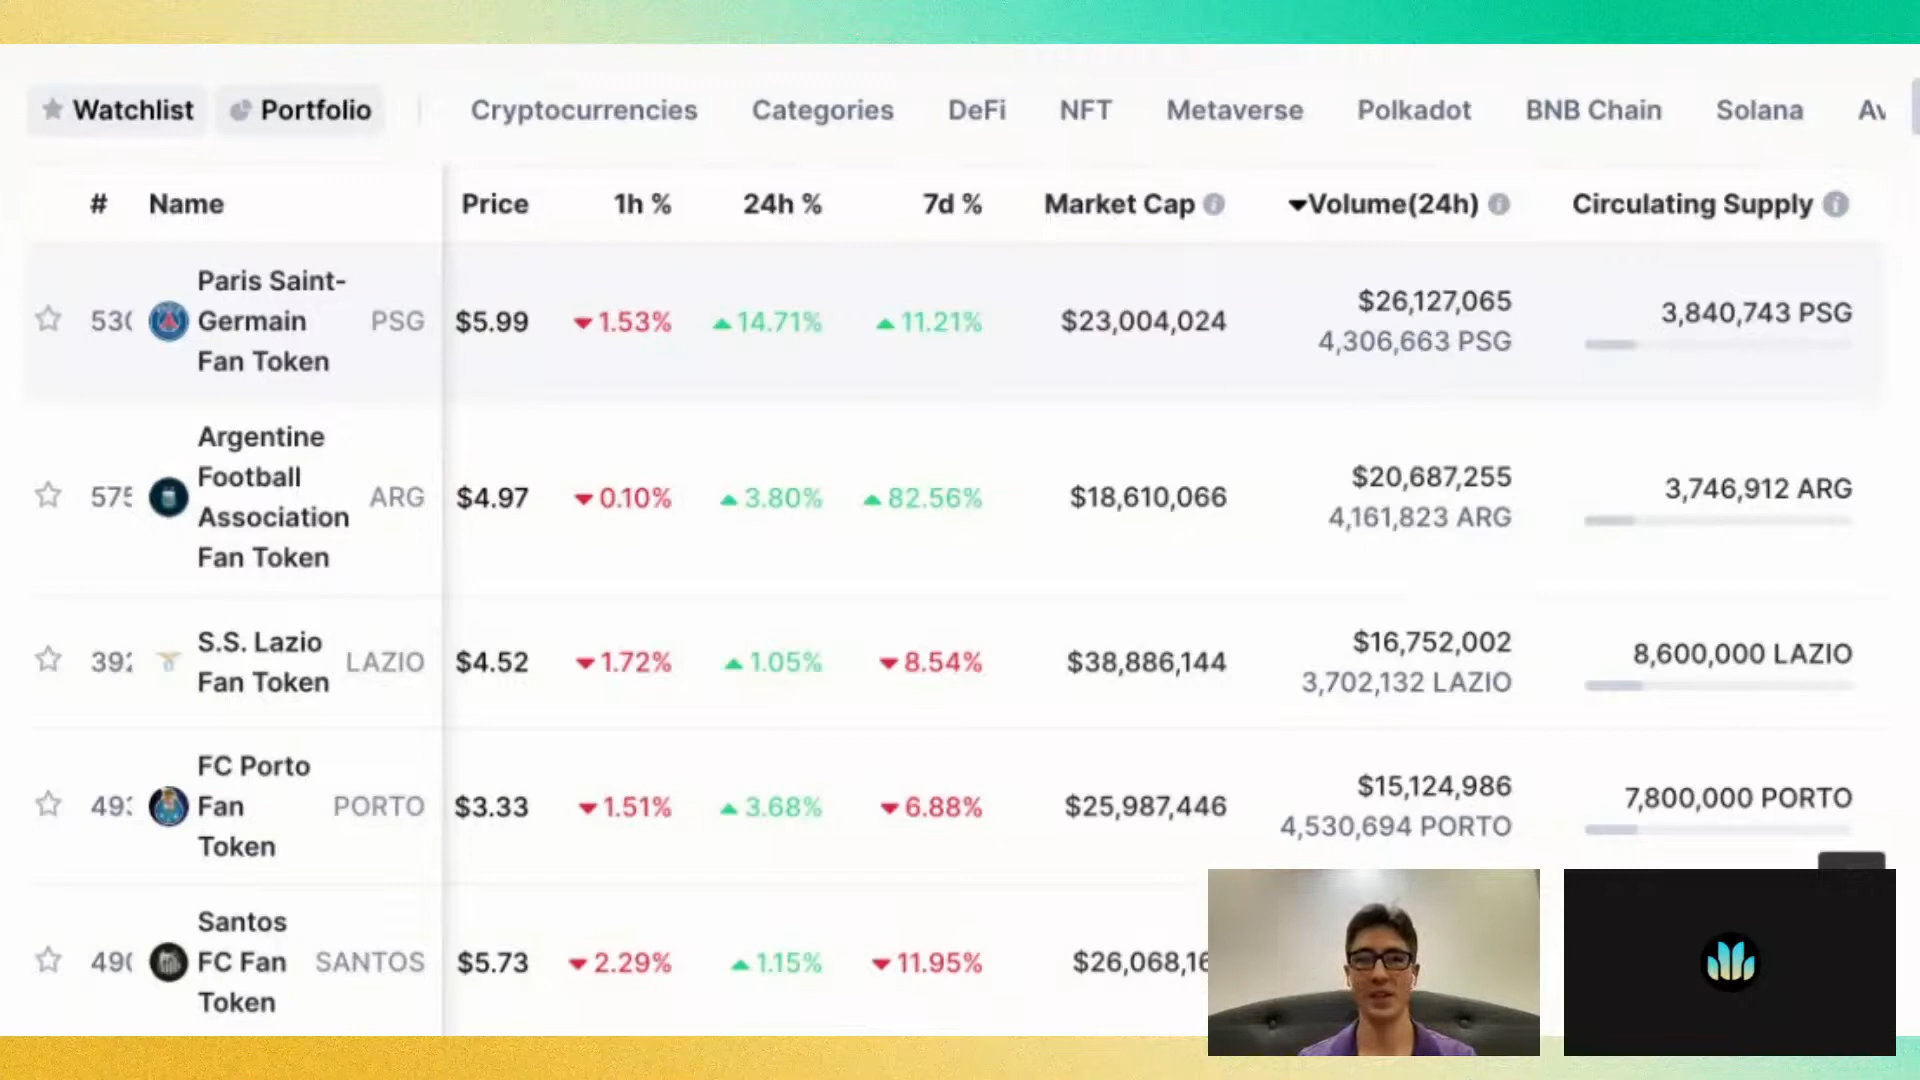 Watchlist Portfolio Cryptocurrencies Categories DeFi NFT Metaverse Polkadot BNB Chain Solana
# Name Price 1h % 24h % 7d % Market Cap Volume(24h) Circulating Supply
Paris Saint-
Germain
Fan Token
PSG $5.99 1.53% 14.71% 11.21% $23,004,024
$26,127,065
4,306,663 PSG
3,840,743 PSG
Argentine
Football
Association
Fan Token
ARG $4.97 0.10% 3.80% 82.56% $18,610,066
$20,687,255
4,161,823 ARG
3,746,912 ARG
S.S. Lazio
Fan Token
LAZIO $4.52 1.72% 1.05% 8.54% $38,886,144
$16,752,002
3,702,132 LAZIO
8,600,000 LAZIO
FC Porto
Fan
Token
PORTO $3.33 1.51% 3.68% 6.88% $25,987,446
$15,124,986
4,530,694 PORTO
7,800,000 PORTO
Santos
FC Fan
Token
SANTOS $5.73 2.29% 1.15% 11.95%